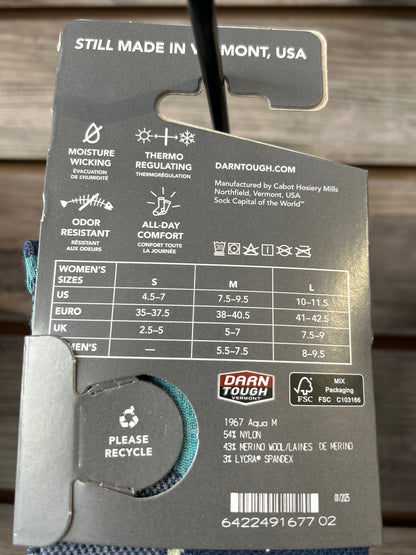 STILL MADE IN VERMONT, USA
MOISTURE
WICKING
ÉVACUATION
DE L'HUMIDITÉ
THERMO
REGULATING
THERMORÉGULATION
DARNTOUGH.COM
Manufactured by Cabot Hosiery Mills
Northfield, Vermont, USA
Sock Capital of the World™
ODOR
RESISTANT
RÉSISTANT
AUX ODEURS
ALL-DAY
COMFORT
CONFORT TOUTE
LA JOURNÉE
WOMEN'S SIZES S M L
US 4.5–7 7.5–9.5 10–11.5
EURO 35–37.5 38–40.5 41–42.5
UK 2.5–5 5–7 7.5–9
MEN'S — 5.5–7.5 8–9.5
DARN
TOUGH
VERMONT
FSC
MIX
Packaging
FSC C103166
PLEASE
RECYCLE
1967 Aqua M
54% NYLON
43% MERINO WOOL/LAINES DE MERINO
3% LYCRA® SPANDEX
6422491677 02